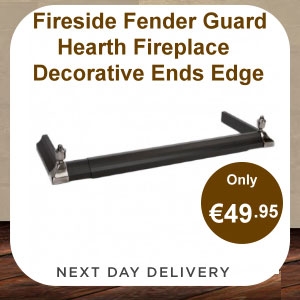 Fireside Fender Guard
Hearth Fireplace
Decorative Ends Edge
Only
€49.95
NEXT DAY DELIVERY